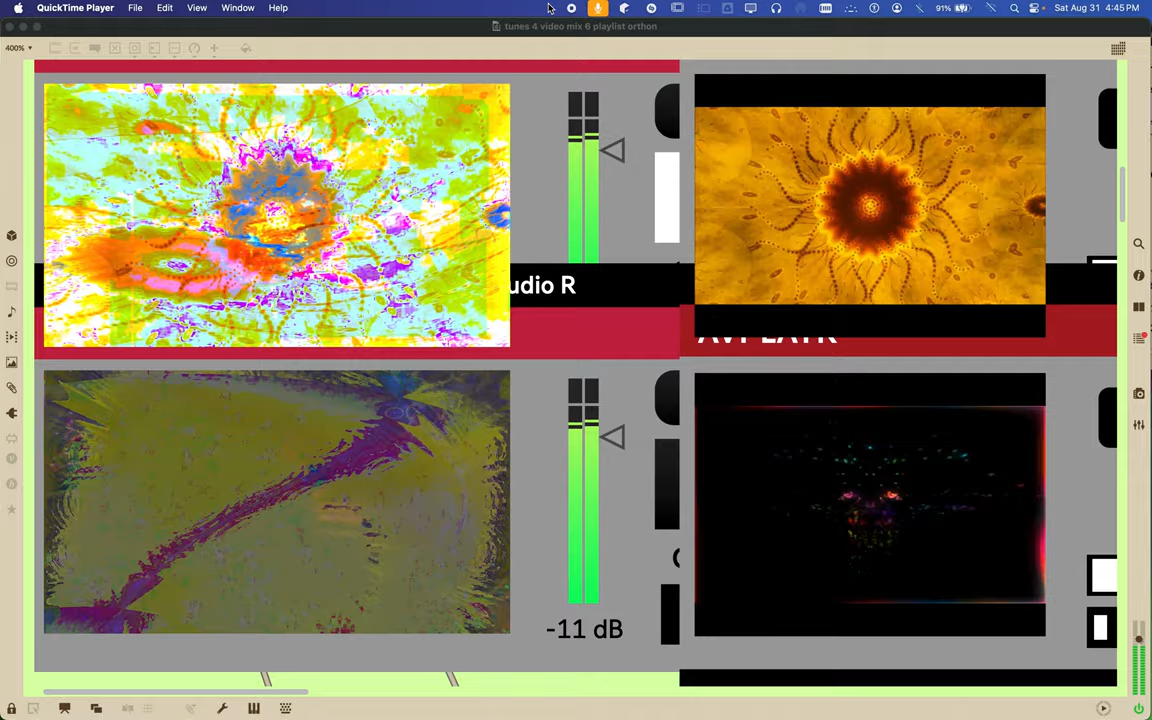 QuickTime Player File Edit View Window Help 91% Sat Aug 31 4:45 PM
tunes 4 video mix 6 playlist orthon
400%
udio R
-11 dB